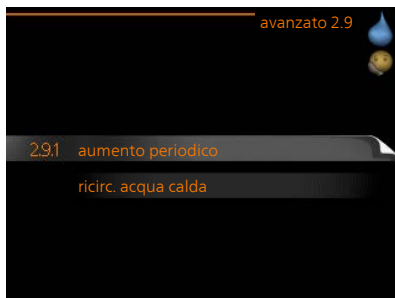 avanzato 2.9
2.9.1 aumento periodico
ricirc. acqua calda